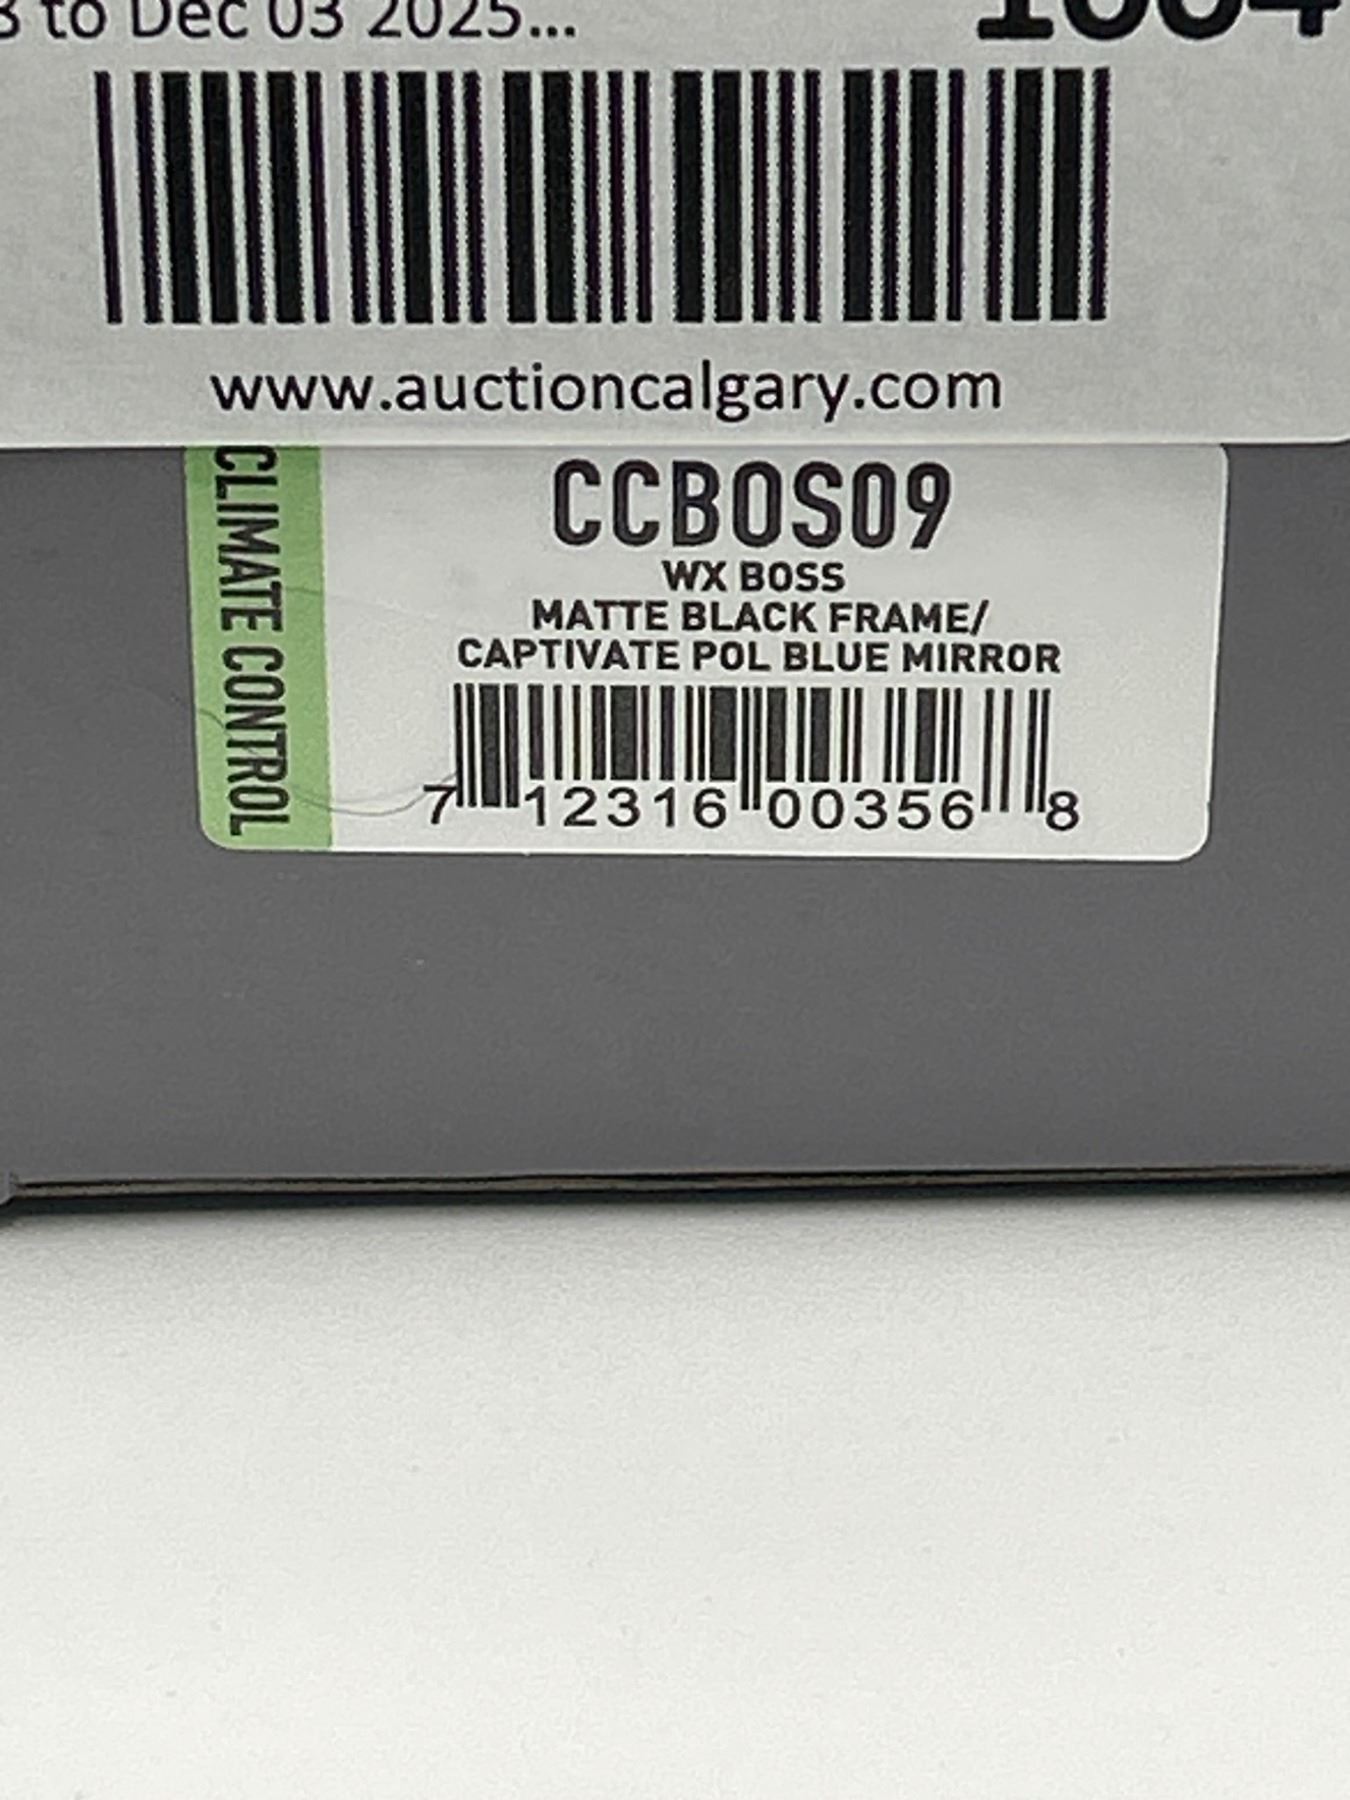 to Dec 03 2025...
www.auctioncalgary.com
CLIMATE CONTROL
CCBOS09
WX BOSS
MATTE BLACK FRAME/
CAPTIVATE POL BLUE MIRROR
7 12316 00356 8